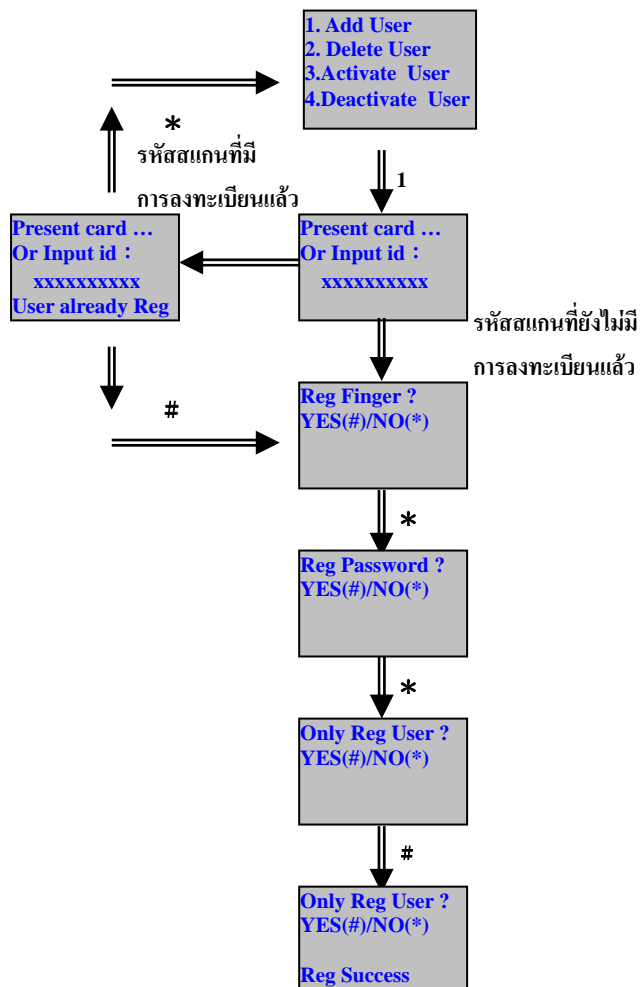 1. Add User
2. Delete User
3.Activate User
4.Deactivate User
*
รหัสสแกนที่มี
การลงทะเบียนแล้ว
1
Present card …
Or Input id：
xxxxxxxxxx
User already Reg
Present card …
Or Input id：
xxxxxxxxxx
รหัสสแกนที่ยังไม่มี
การลงทะเบียนแล้ว
#
Reg Finger ?
YES(#)/NO(*)
*
Reg Password ?
YES(#)/NO(*)
*
Only Reg User ?
YES(#)/NO(*)
#
Only Reg User ?
YES(#)/NO(*)
Reg Success